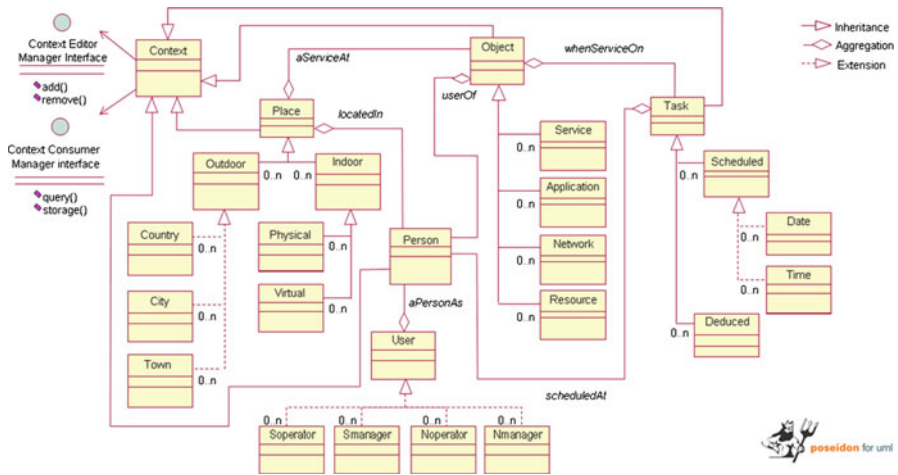 Context Editor
Manager Interface
add()
remove()
Context Consumer
Manager interface
query()
storage()
Context
Object
aServiceAt
whenServiceOn
userOf
Inheritance
Aggregation
Extension
Place
locatedIn
Task
Outdoor
Indoor
0..n
0..n
Service
0..n
Scheduled
0..n
Country
0..n
Physical
0..n
Person
Application
0..n
Date
0..n
City
0..n
Virtual
0..n
Network
0..n
Time
0..n
aPersonAs
Resource
0..n
Deduced
0..n
Town
0..n
User
scheduledAt
0..n
0..n
0..n
0..n
Soperator
Smanager
Noperator
Nmanager
poseidon for uml